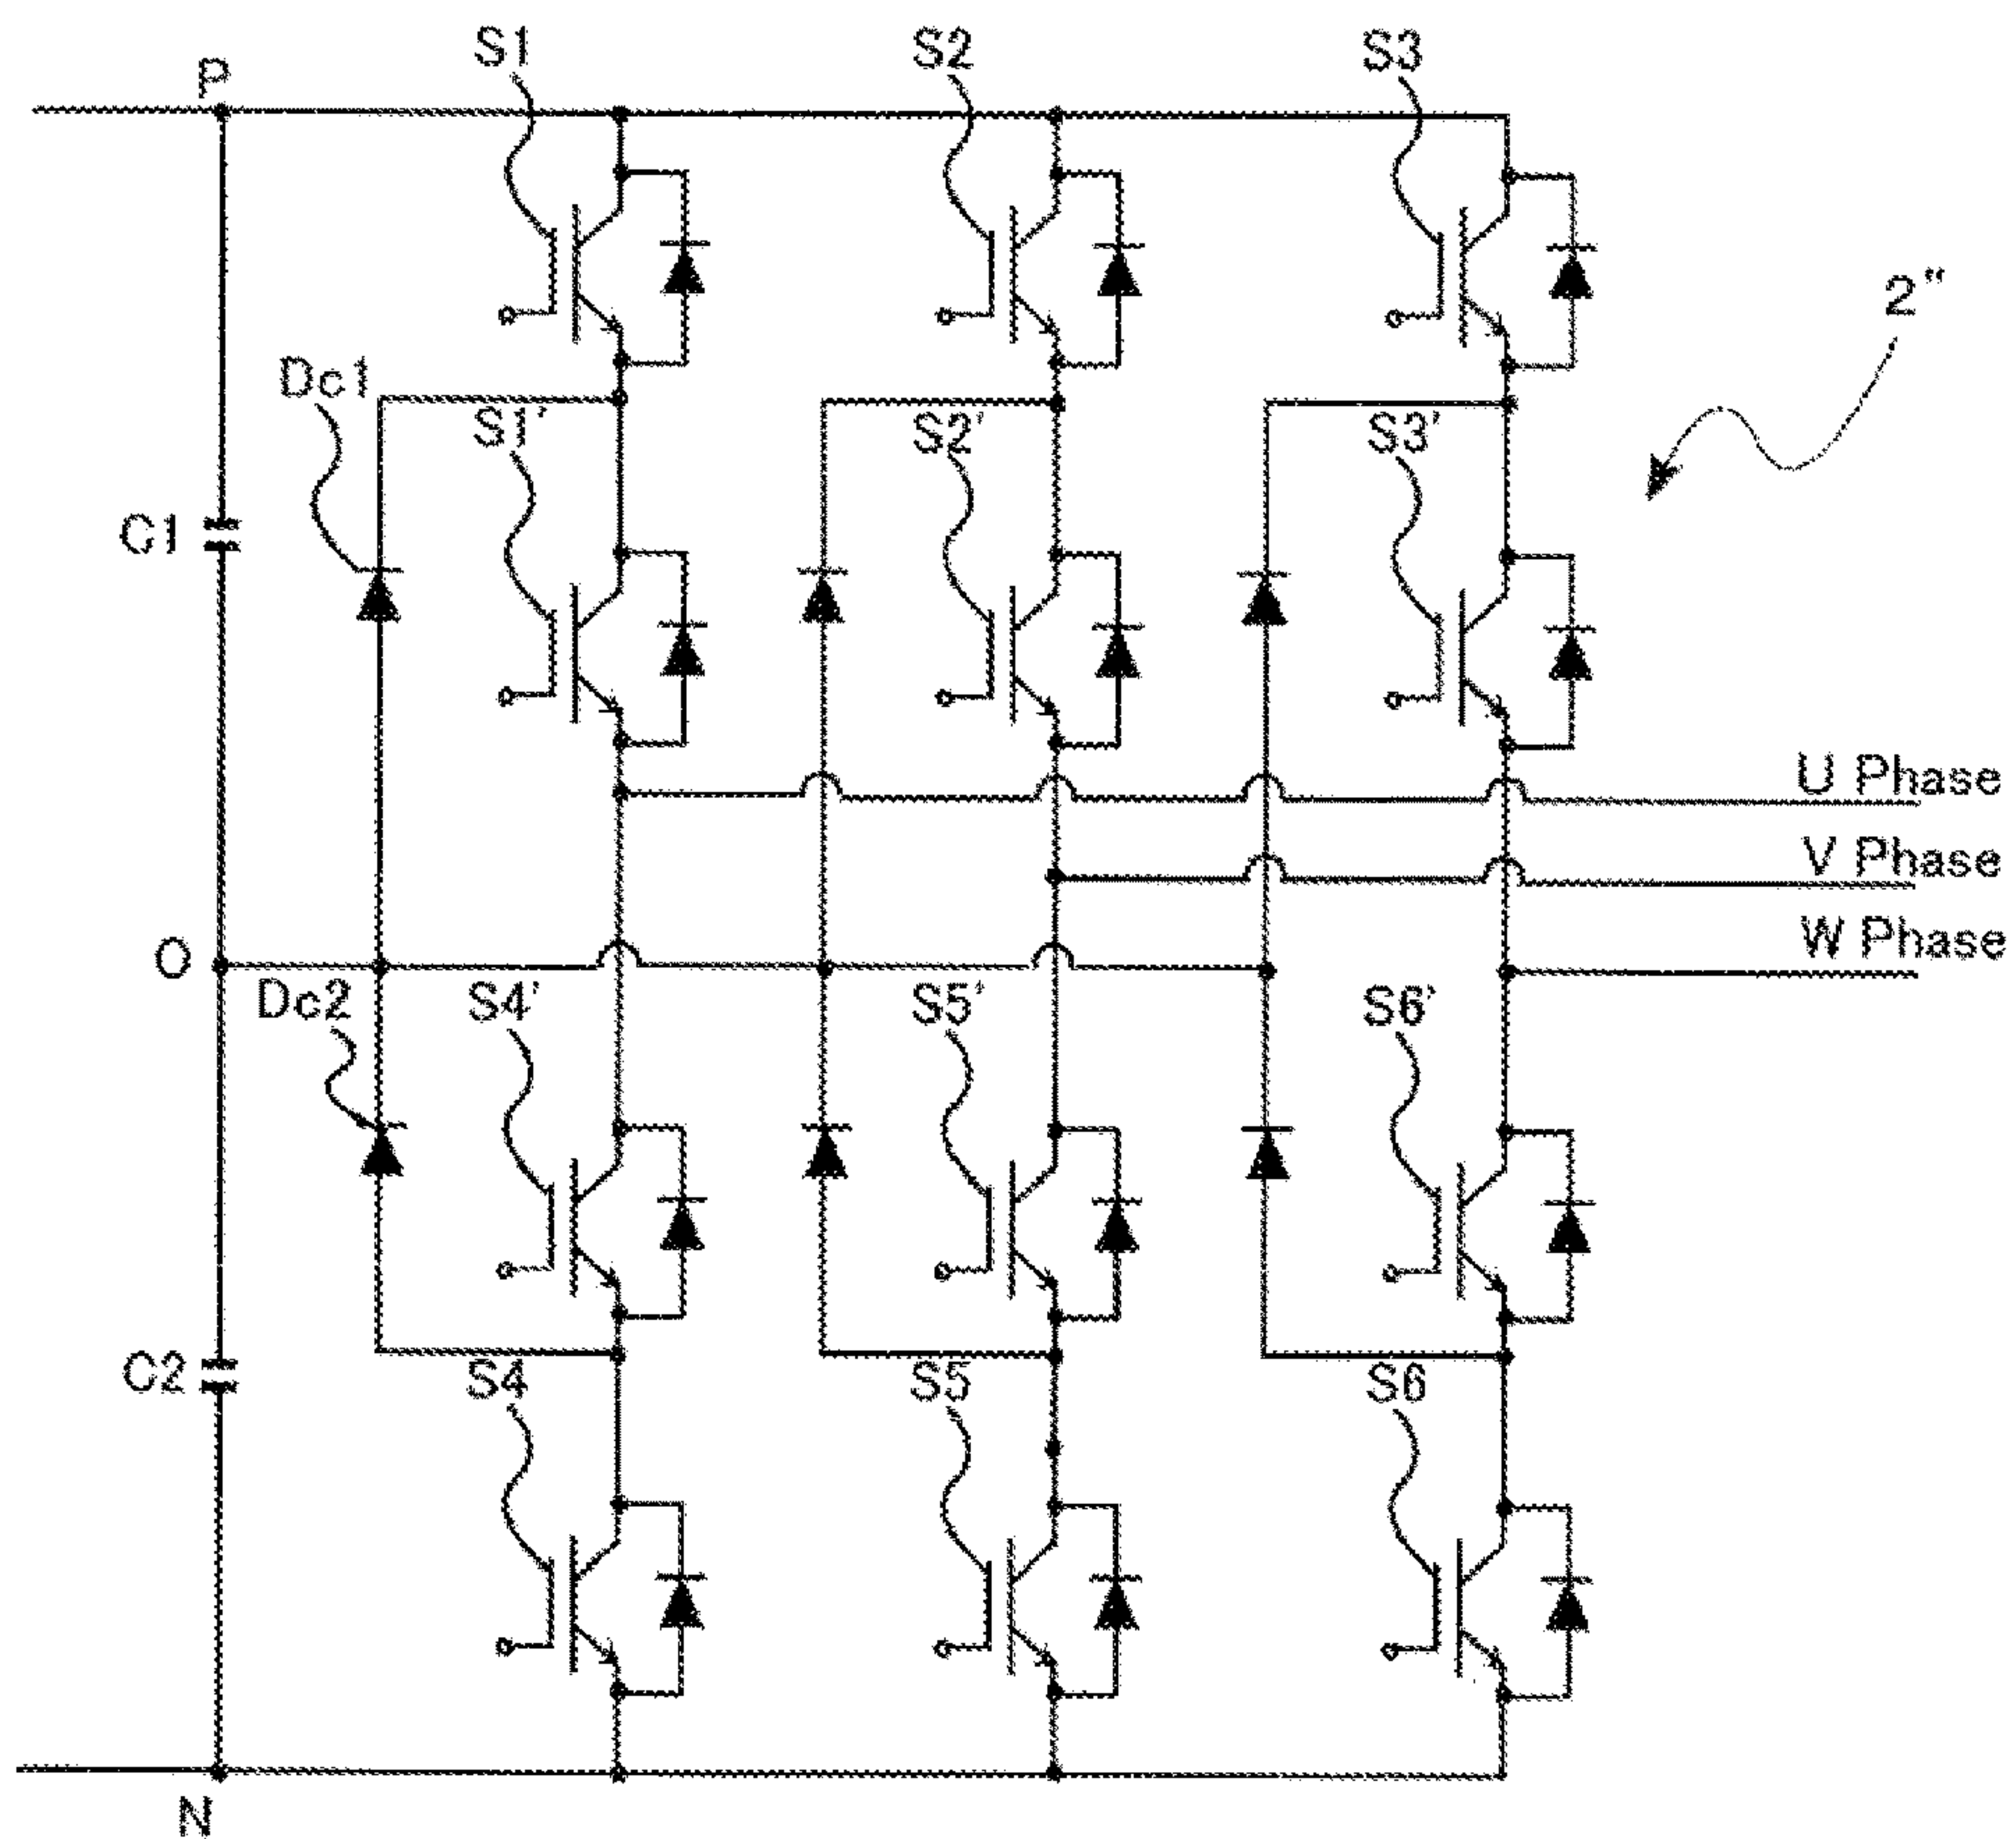 S1
S2
S3
P
2"
Dc1
S1'
S2'
S3'
C1
U Phase
V Phase
W Phase
O
Dc2
S4'
S5'
S6'
C2
S4
S5
S6
N